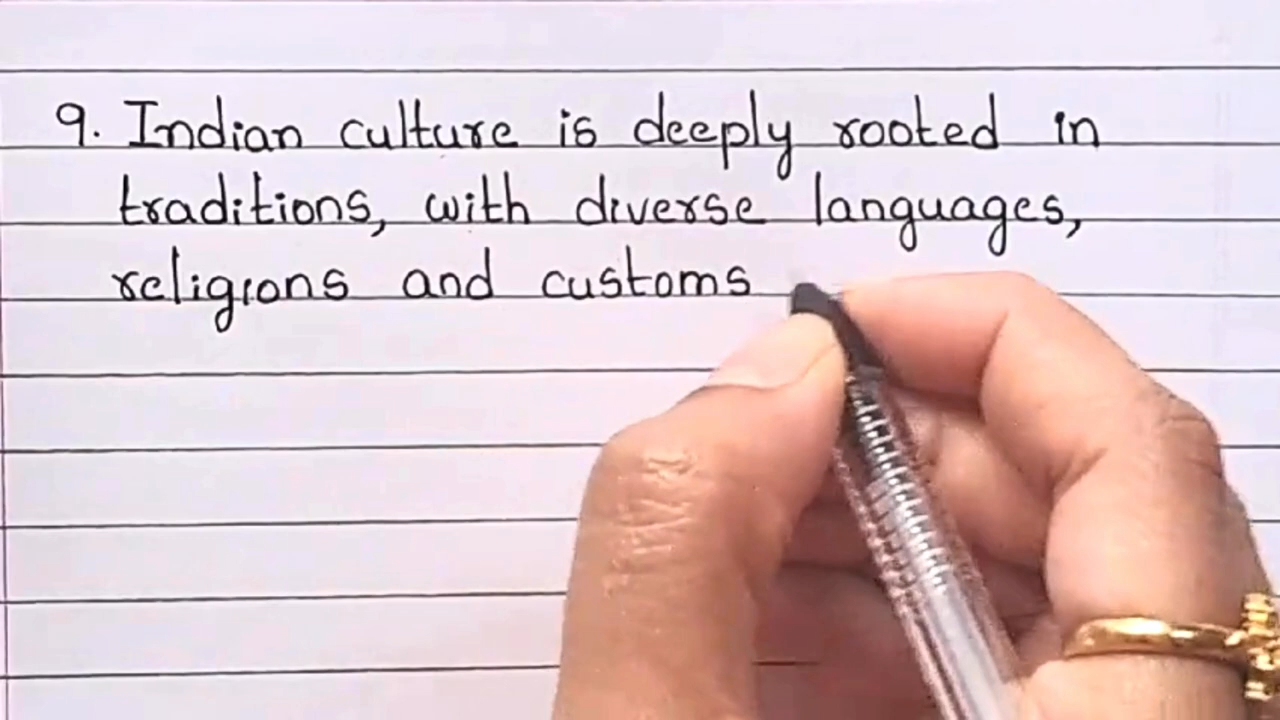 9. Indian culture is deeply rooted in
traditions, with diverse languages,
religions and customs